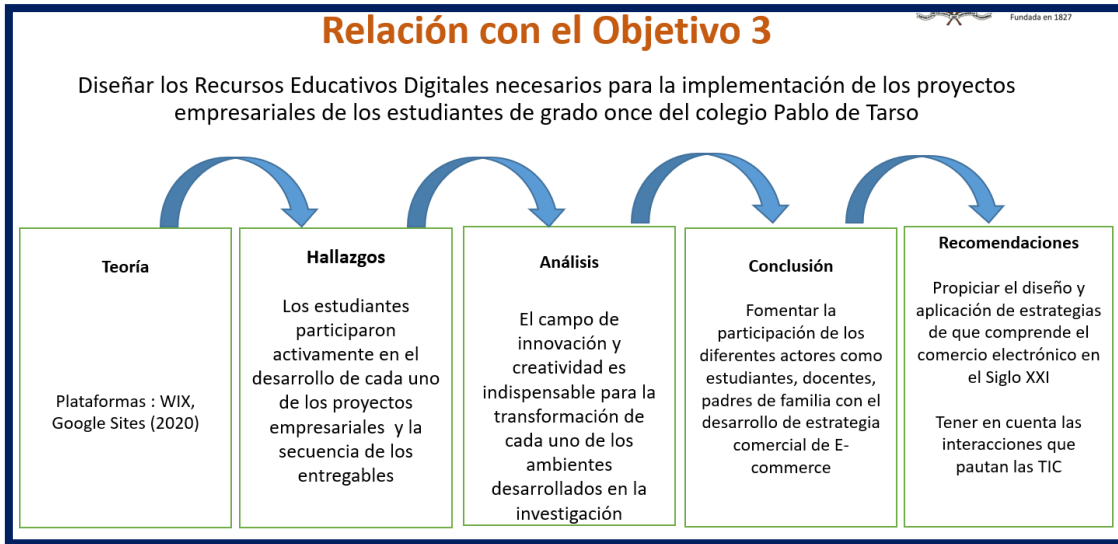 Relación con el Objetivo 3
Fundada en 1827
Diseñar los Recursos Educativos Digitales necesarios para la implementación de los proyectos
empresariales de los estudiantes de grado once del colegio Pablo de Tarso
Teoría
Plataformas : WIX,
Google Sites (2020)
Hallazgos
Los estudiantes
participaron
activamente en el
desarrollo de cada uno
de los proyectos
empresariales y la
secuencia de los
entregables
Análisis
El campo de
innovación y
creatividad es
indispensable para la
transformación de
cada uno de los
ambientes
desarrollados en la
investigación
Conclusión
Fomentar la
participación de los
diferentes actores como
estudiantes, docentes,
padres de familia con el
desarrollo de estrategia
comercial de E-
commerce
Recomendaciones
Propiciar el diseño y
aplicación de estrategias
de que comprende el
comercio electrónico en
el Siglo XXI
Tener en cuenta las
interacciones que
pautan las TIC